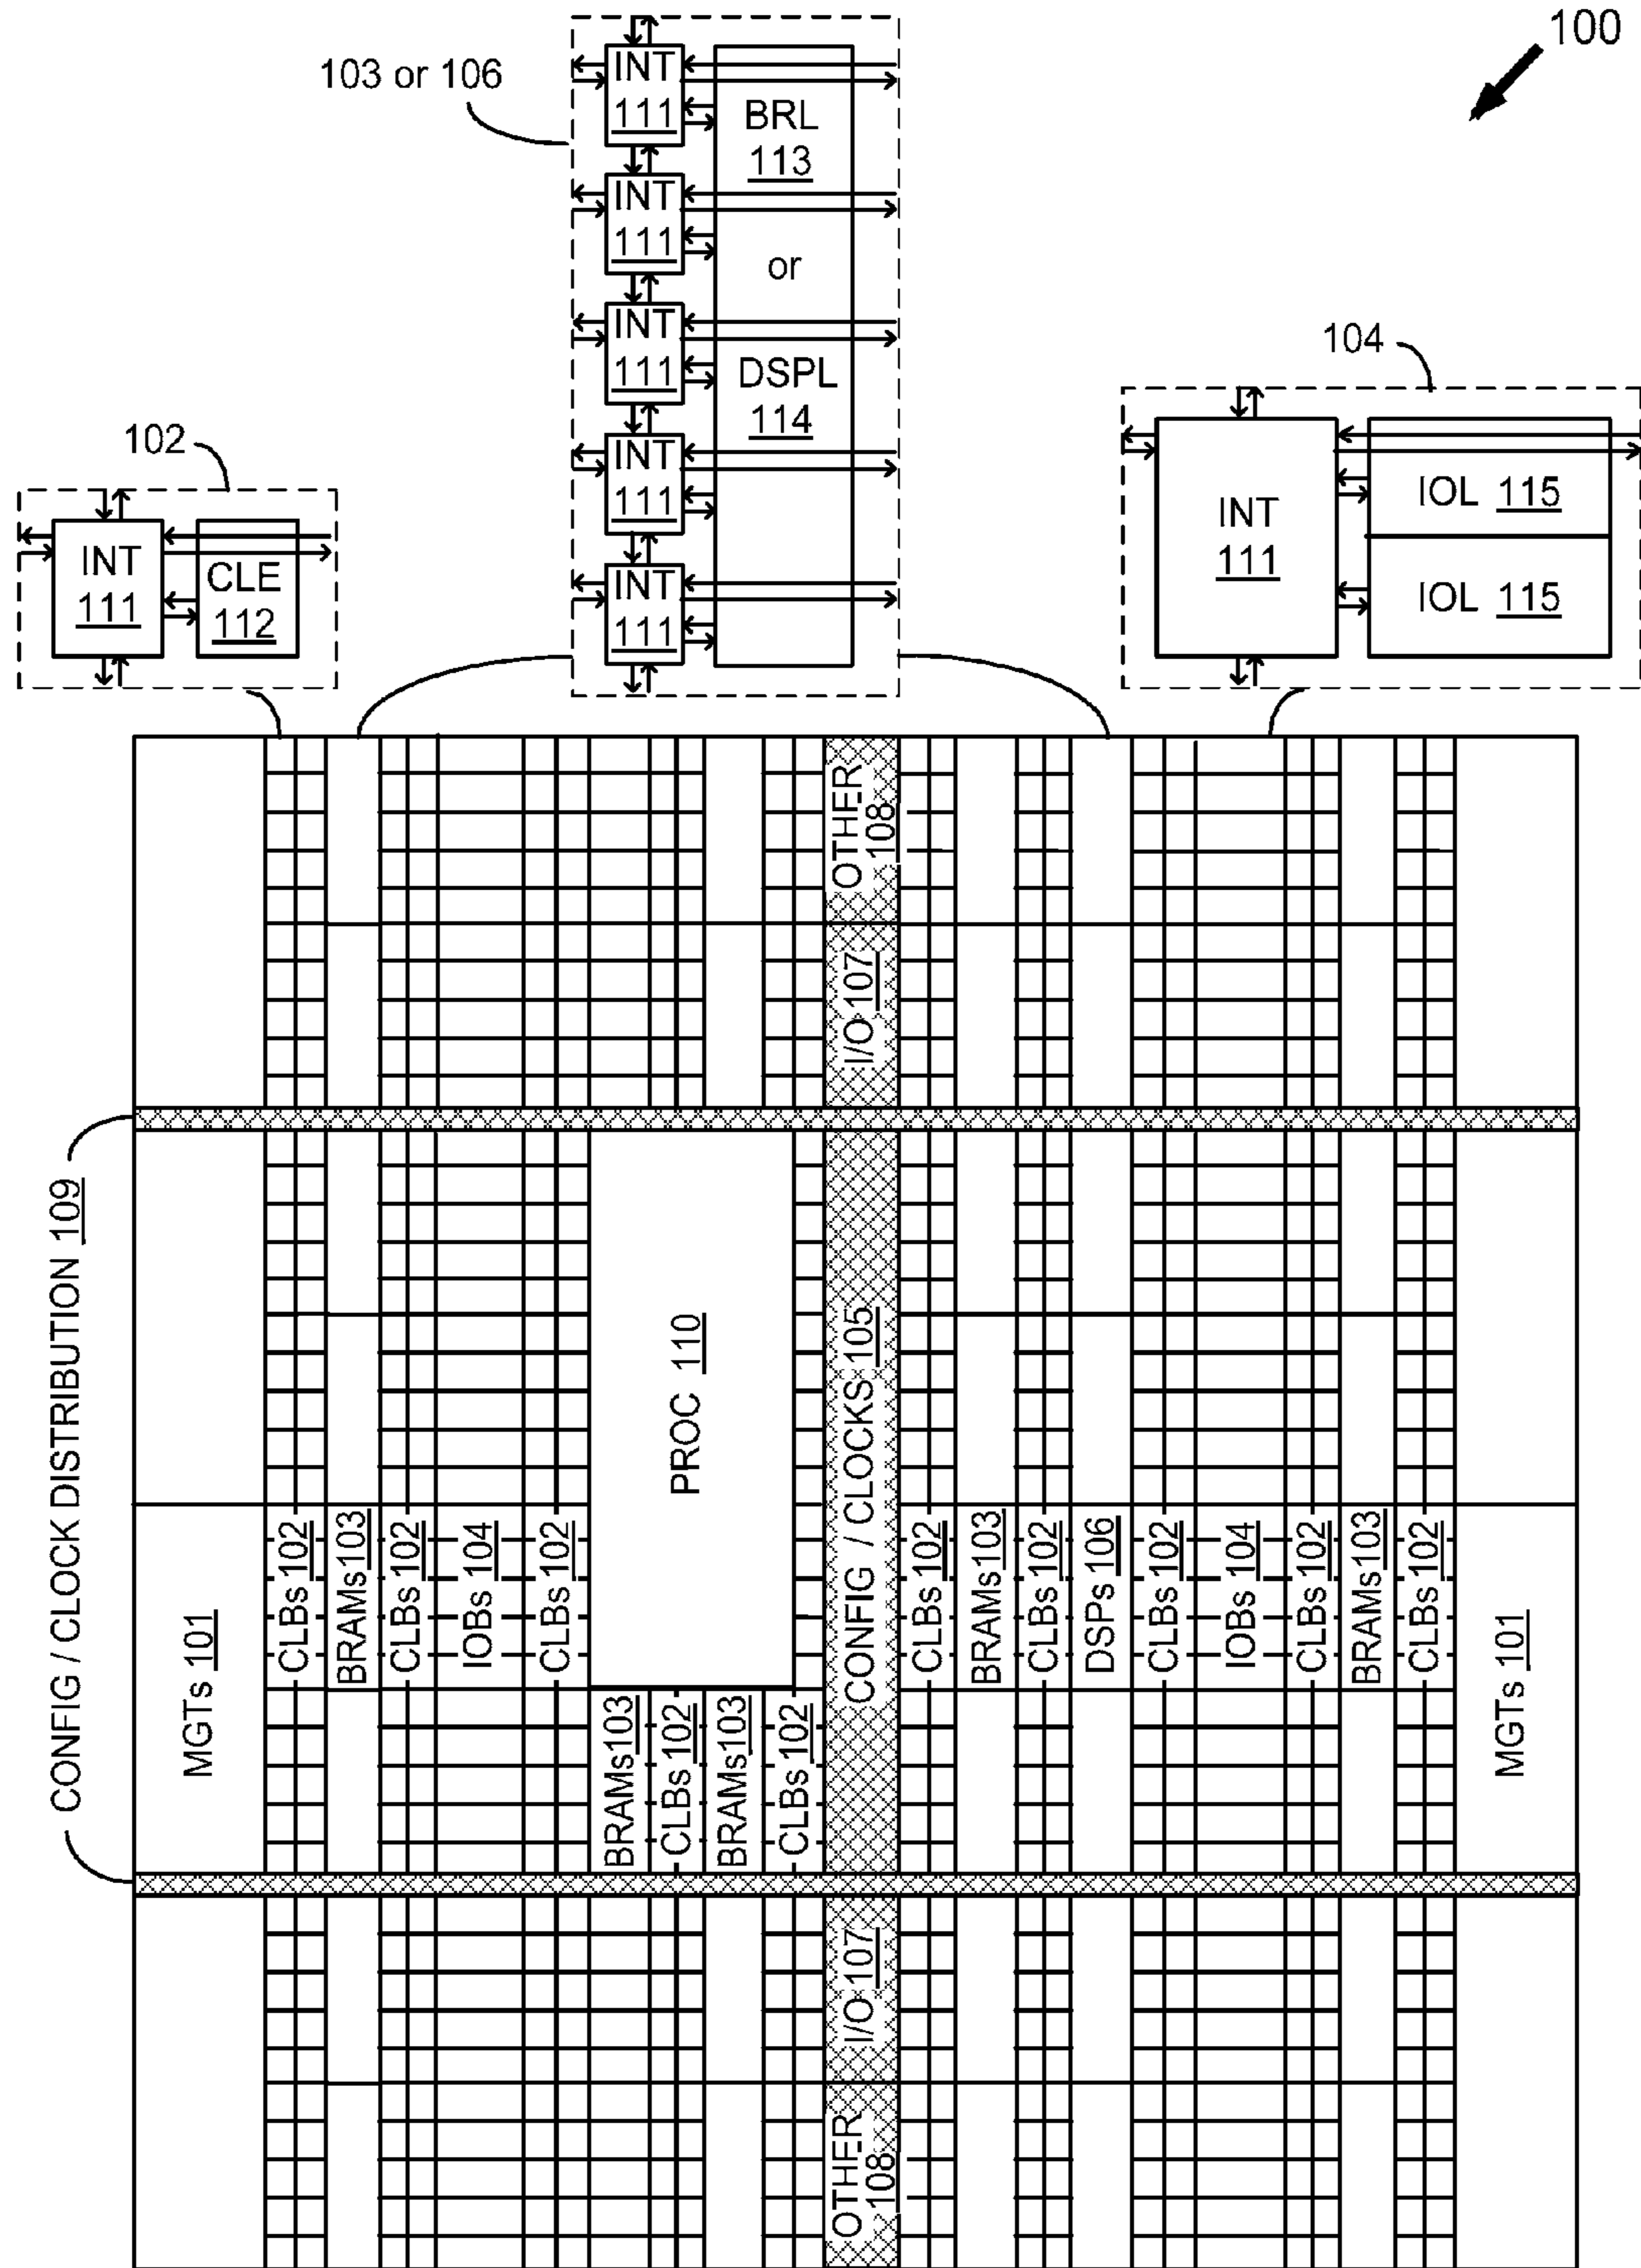 100
103 or 106
INT
111
INT
111
INT
111
INT
111
INT
111
BRL
113
or
DSPL
114
104
INT
111
IOL 115
IOL 115
102
INT
111
CLE
112
CONFIG / CLOCK DISTRIBUTION 109
OTHER
108
I/O 107
PROC 110
CONFIG / CLOCKS 105
MGTs 101
CLBs 102
BRAMs 103
CLBs 102
IOBs 104
CLBs 102
BRAMs 103
CLBs 102
BRAMs 103
CLBs 102
CLBs 102
BRAMs 103
CLBs 102
DSPs 106
CLBs 102
IOBs 104
CLBs 102
BRAMs 103
CLBs 102
MGTs 101
I/O 107
OTHER
108